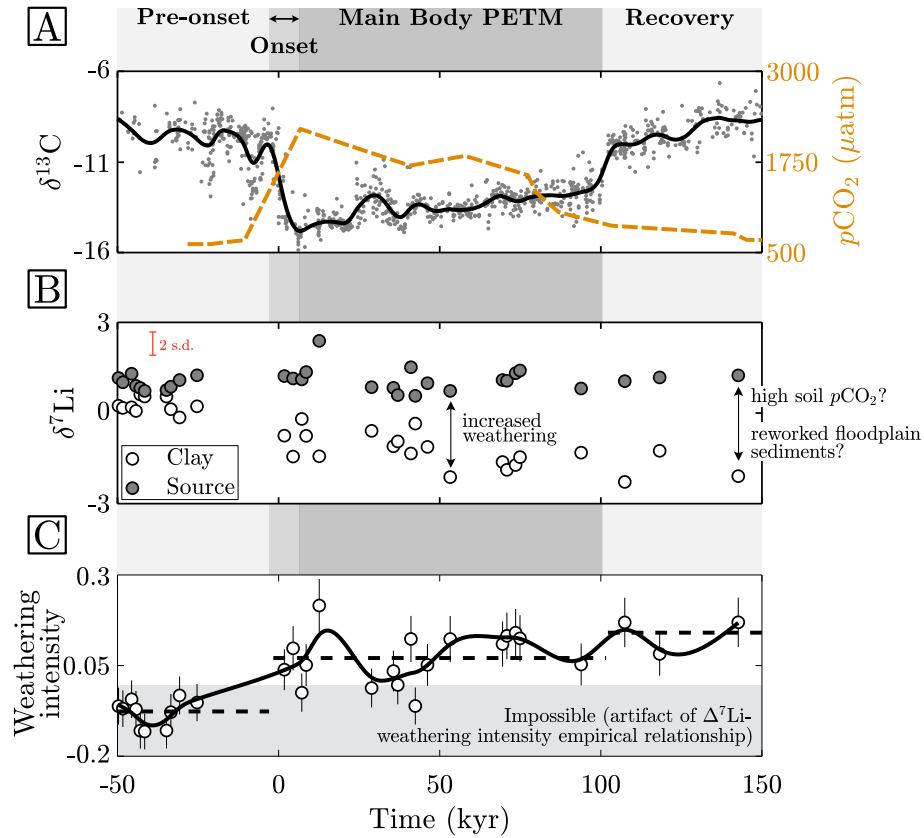 A
Pre-onset
Main Body PETM
Recovery
Onset
-6
-11
-16
δ¹³C
3000
1750
500
pCO₂ (μatm)
B
3
0
-3
δ⁷Li
2 s.d.
increased
weathering
high soil pCO₂?
reworked floodplain
sediments?
Clay
Source
C
0.3
0.05
-0.2
Weathering
intensity
Impossible (artifact of Δ⁷Li-
weathering intensity empirical relationship)
-50
0
50
100
150
Time (kyr)